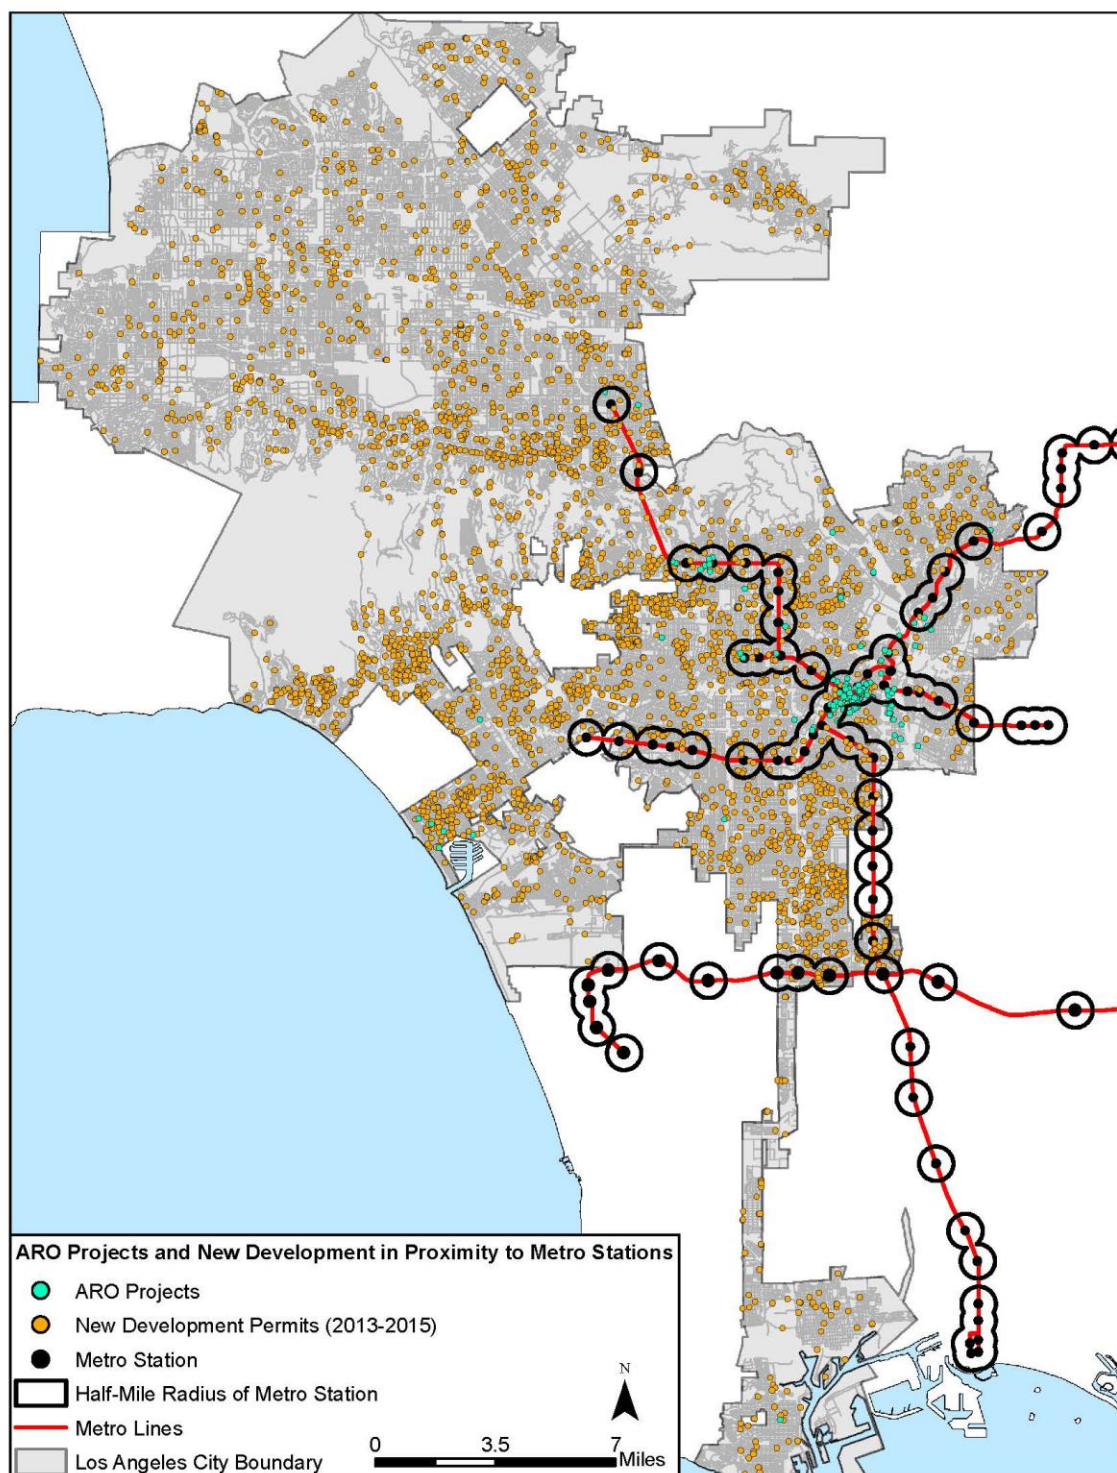 ARO Projects and New Development in Proximity to Metro Stations
ARO Projects
New Development Permits (2013-2015)
Metro Station
Half-Mile Radius of Metro Station
Metro Lines
Los Angeles City Boundary
N
0 3.5 7
Miles